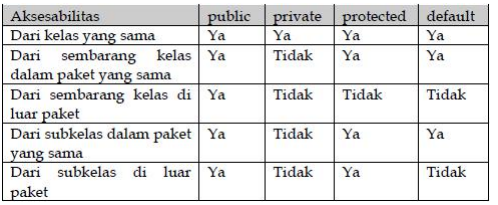 Aksesabilitas public private protected default
Dari kelas yang sama Ya Ya Ya Ya
Dari sembarang kelas Ya Tidak Ya Ya
dalam paket yang sama
Dari sembarang kelas di Ya Tidak Tidak Tidak
luar paket
Dari subkelas dalam paket Ya Tidak Ya Ya
yang sama
Dari subkelas di luar Ya Tidak Ya Tidak
paket